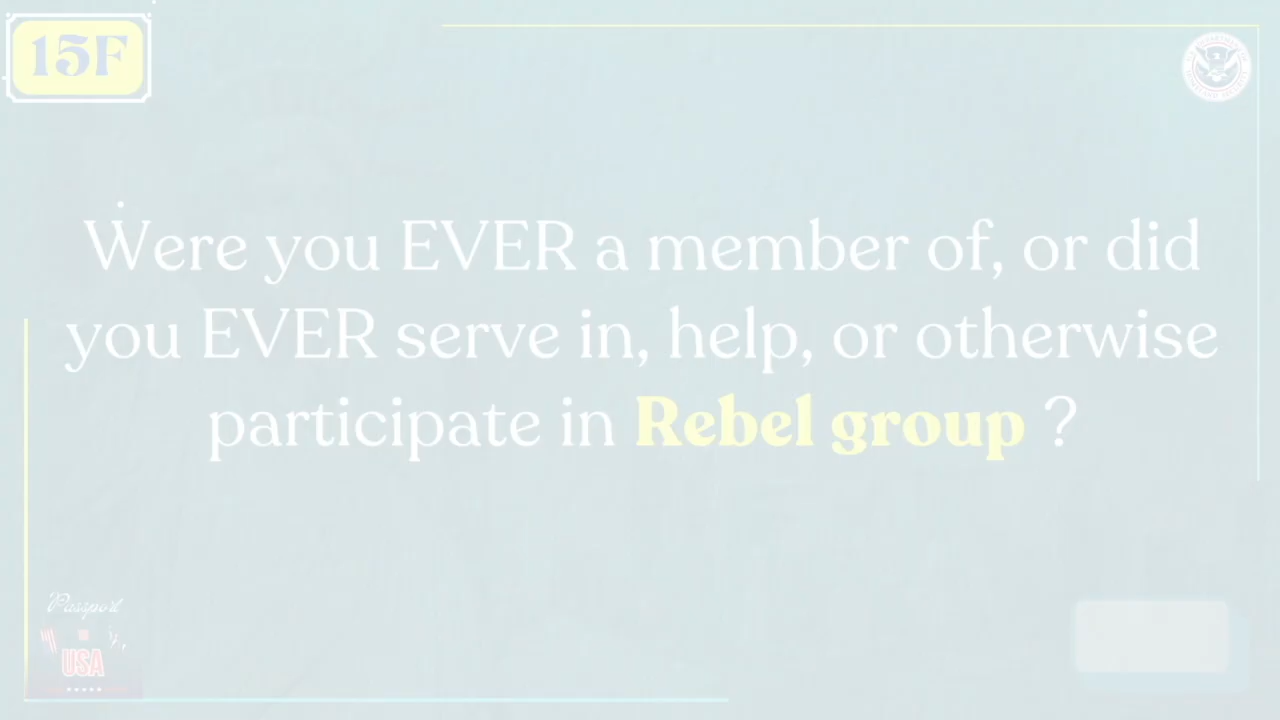 15F
Were you EVER a member of, or did
you EVER serve in, help, or otherwise
participate in Rebel group ?
Passport
USA